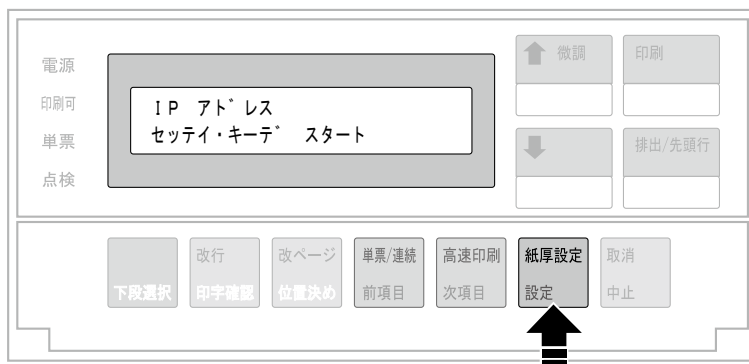 電源
印刷可
単票
点検
IP アドレス
セッテイ・キーデ スタート
微調
印刷
排出/先頭行
下段選択
改行
印字確認
改ページ
位置決め
単票/連続
前項目
高速印刷
次項目
紙厚設定
設定
取消
中止